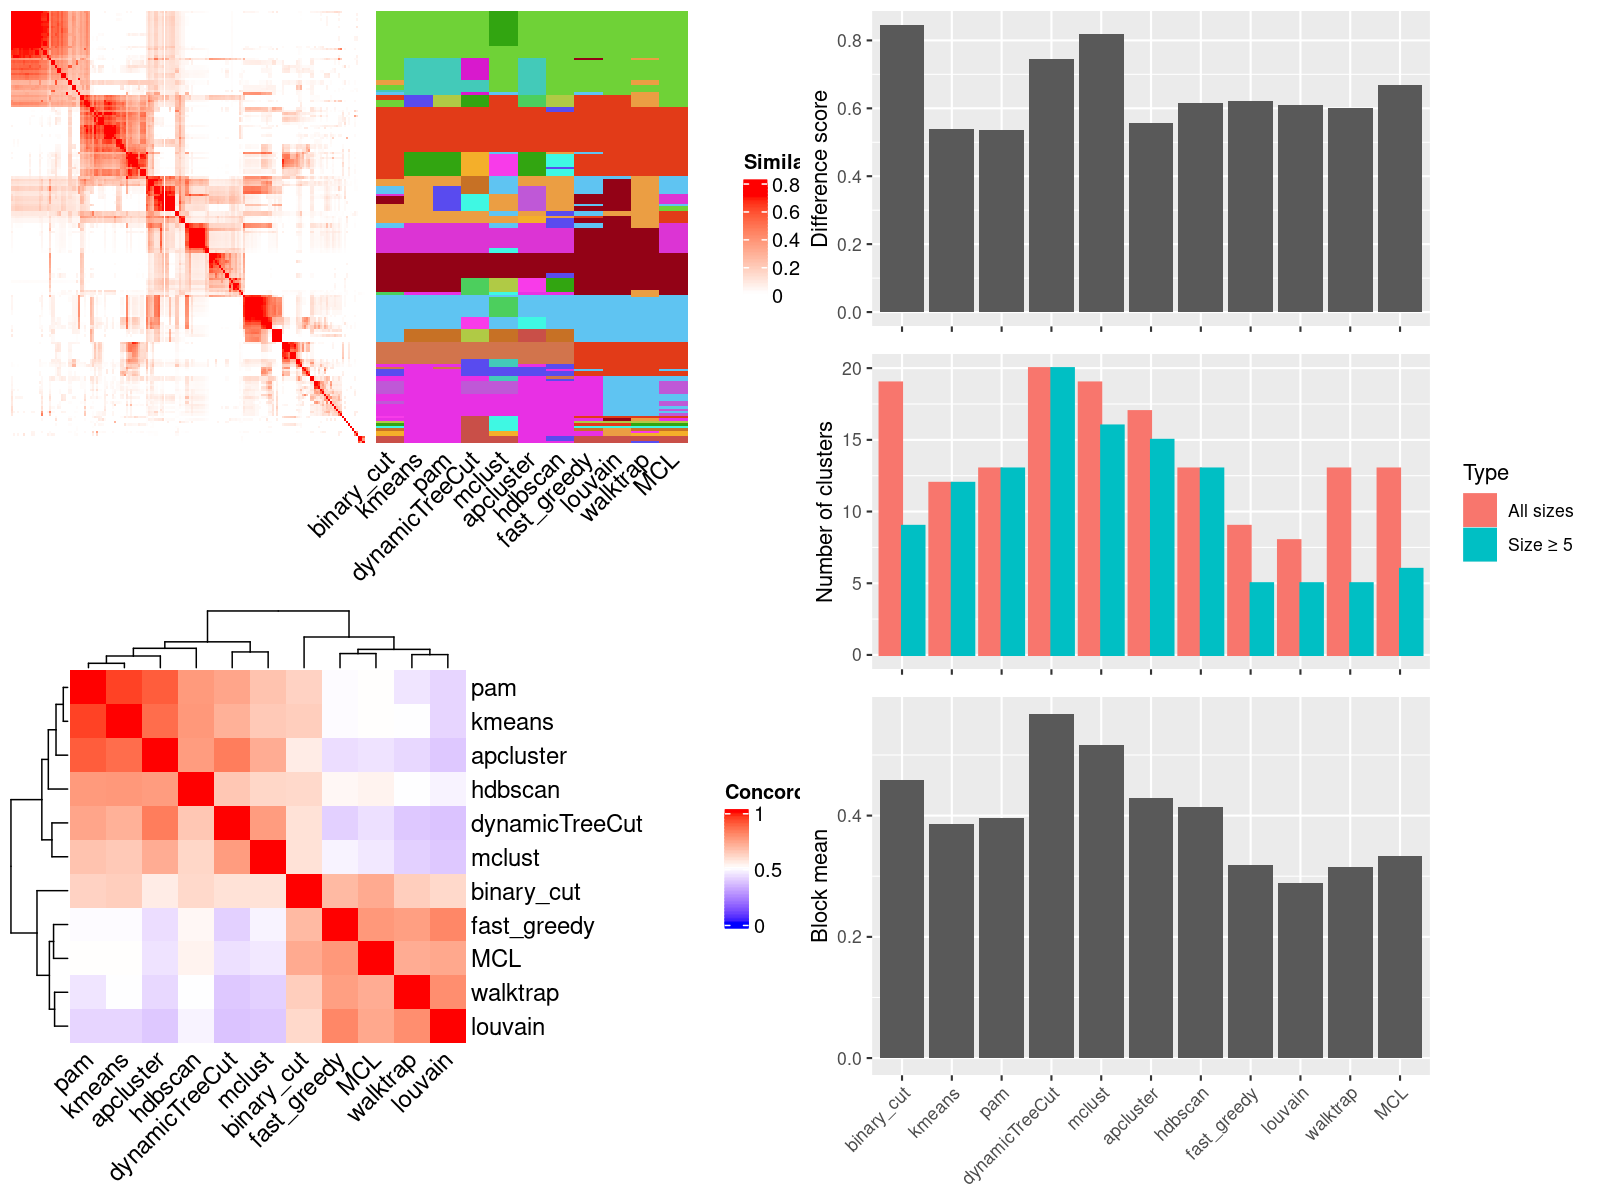 Simila
0.8
0.6
0.4
0.2
0
binary_cut
kmeans
pam
dynamicTreeCut
mclust
apcluster
hdbscan
fast_greedy
louvain
walktrap
MCL
pam
kmeans
apcluster
hdbscan
dynamicTreeCut
mclust
binary_cut
fast_greedy
MCL
walktrap
louvain
pam
kmeans
apcluster
hdbscan
dynamicTreeCut
mclust
binary_cut
fast_greedy
MCL
walktrap
louvain
Concord
1
0.5
0
Difference score
0.8
0.6
0.4
0.2
0.0
Number of clusters
20
15
10
5
0
Type
All sizes
Size ≥ 5
Block mean
0.4
0.2
0.0
binary_cut
kmeans
pam
dynamicTreeCut
mclust
apcluster
hdbscan
fast_greedy
louvain
walktrap
MCL